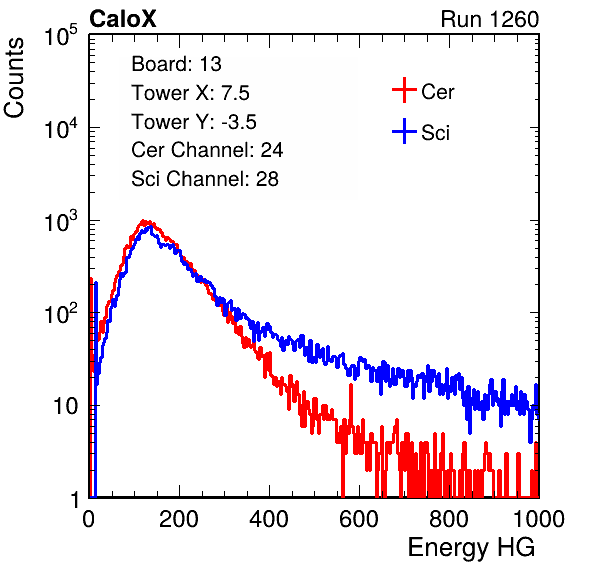 CaloX Run 1260
Counts
Board: 13
Tower X: 7.5
Tower Y: -3.5
Cer Channel: 24
Sci Channel: 28
Cer
Sci
10^5
10^4
10^3
10^2
10
1
0 200 400 600 800 1000
Energy HG